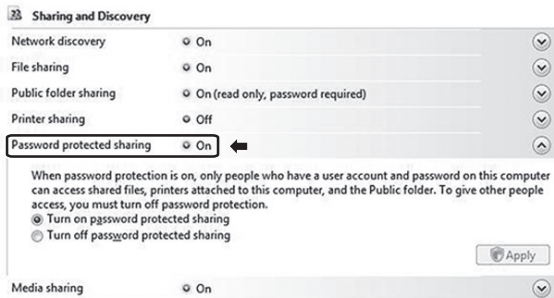 Sharing and Discovery
Network discovery On
File sharing On
Public folder sharing On (read only, password required)
Printer sharing Off
Password protected sharing On
When password protection is on, only people who have a user account and password on this computer
can access shared files, printers attached to this computer, and the Public folder. To give other people
access, you must turn off password protection.
Turn on password protected sharing
Turn off password protected sharing
Apply
Media sharing On